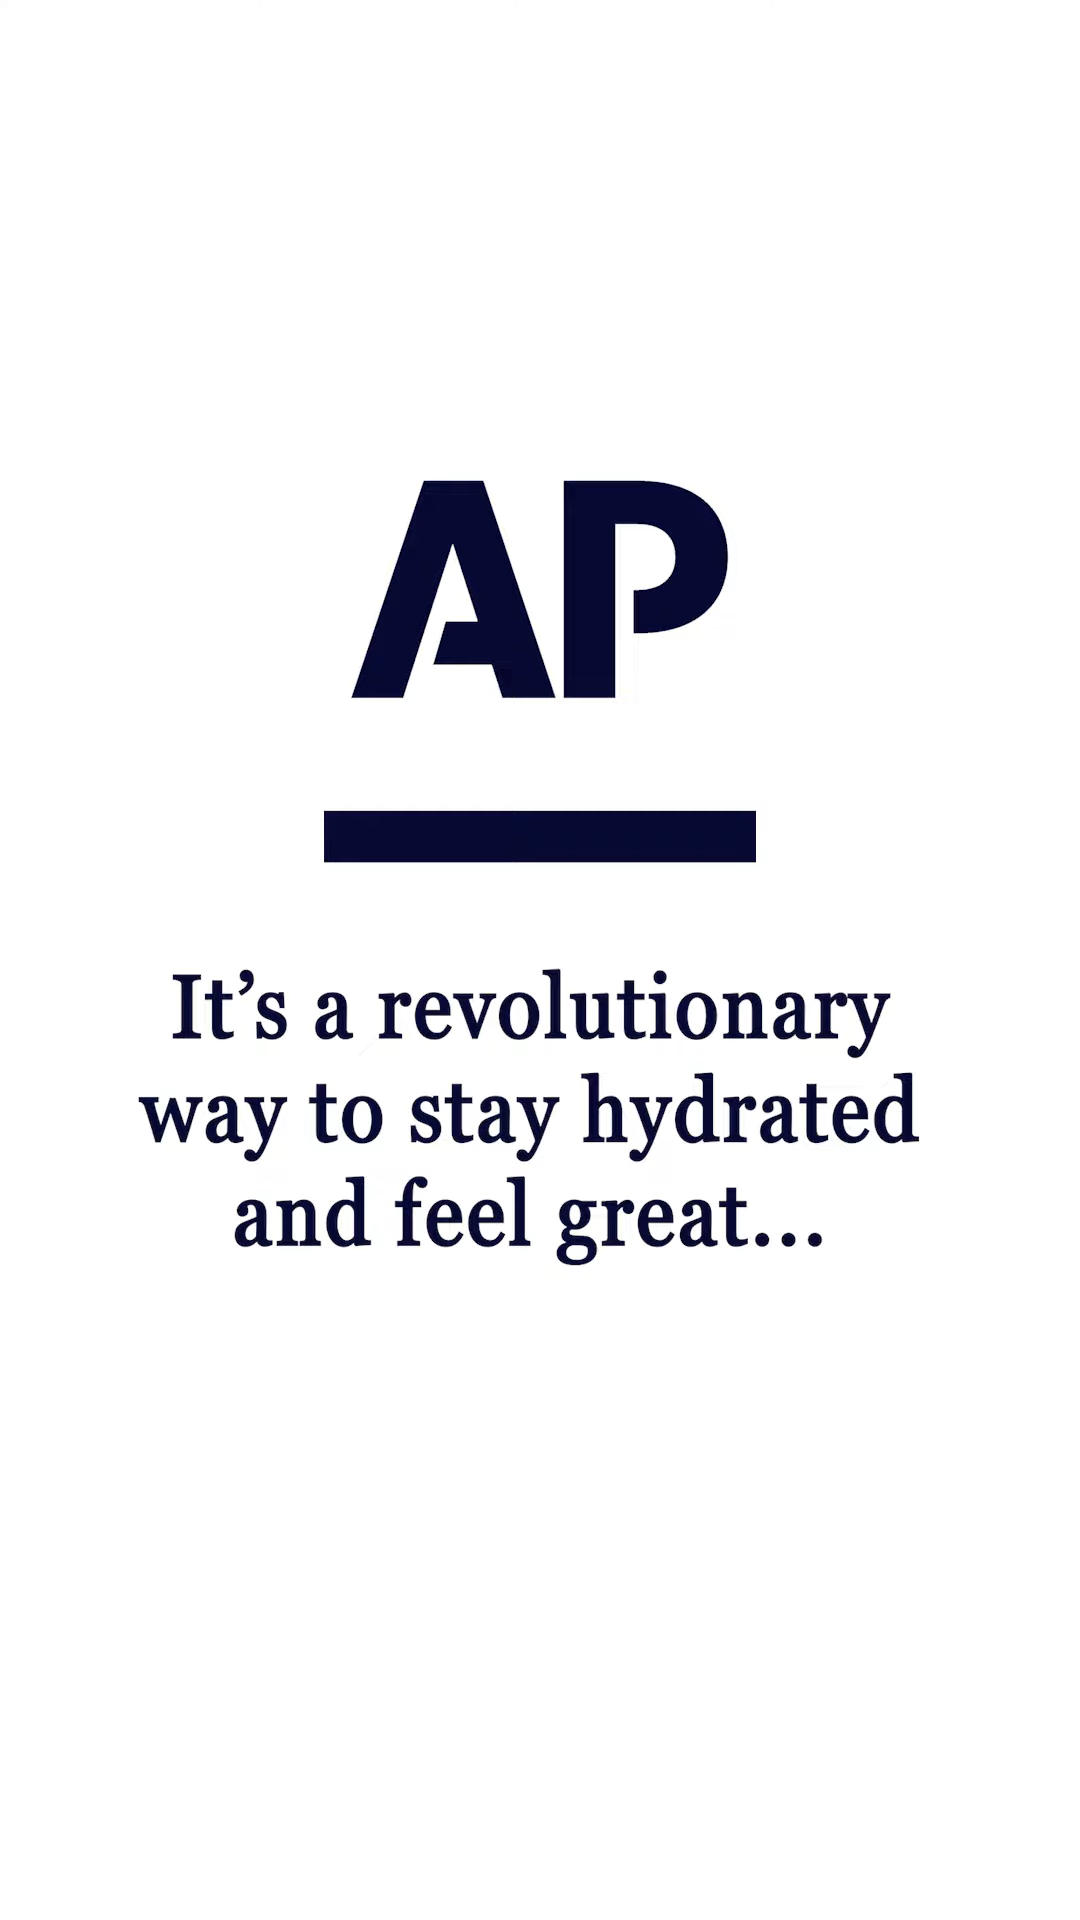 AP
It’s a revolutionary
way to stay hydrated
and feel great...